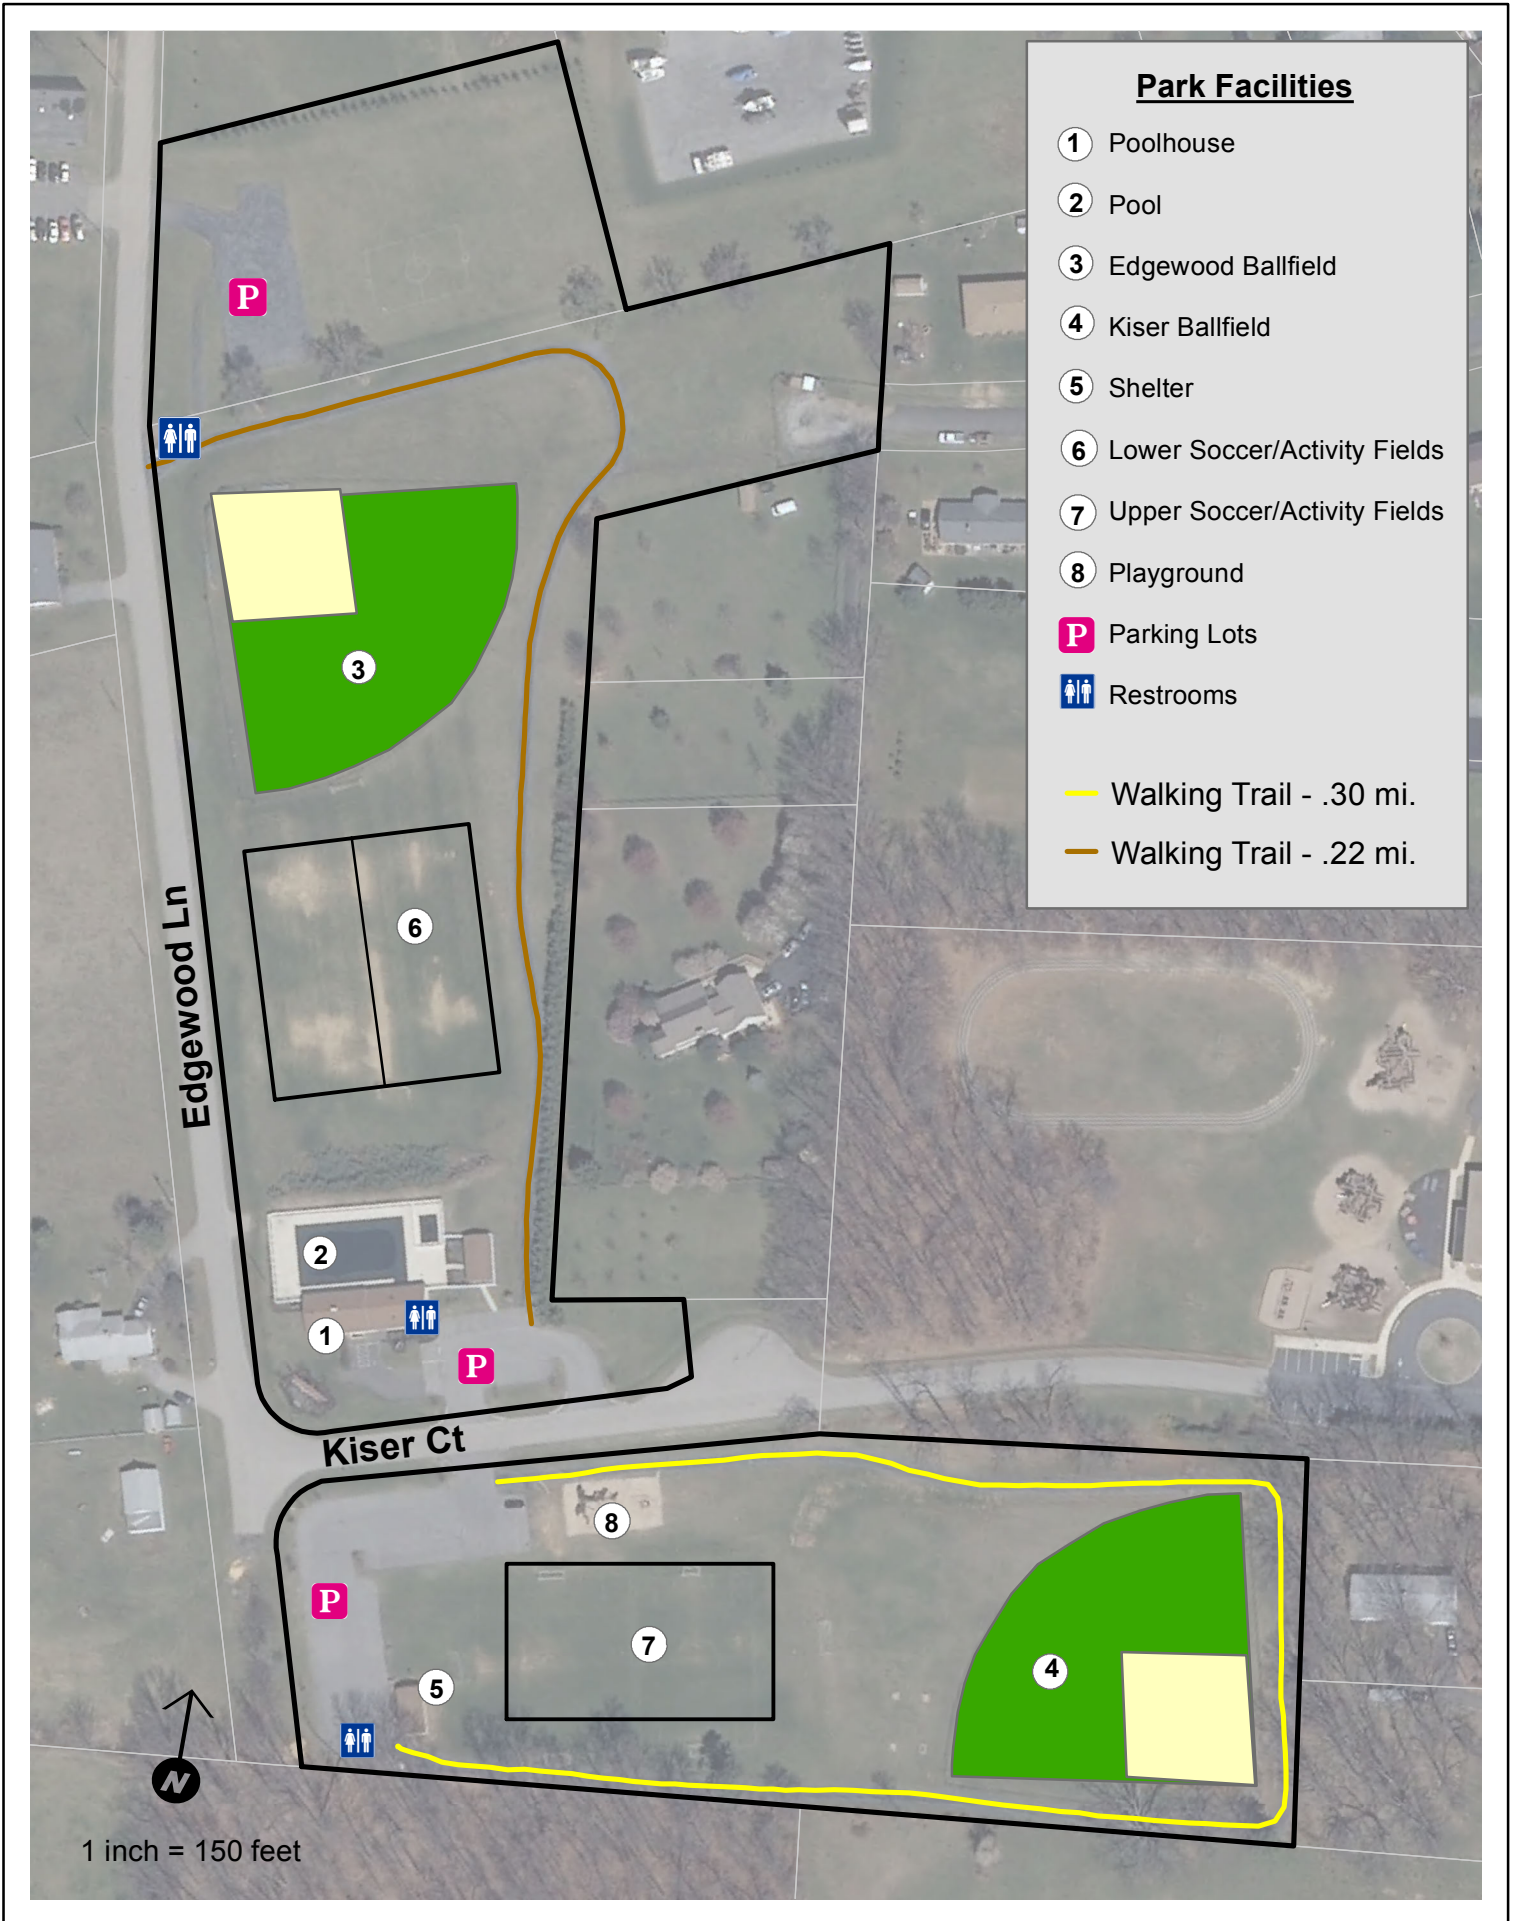 Park Facilities
1 Poolhouse
2 Pool
3 Edgewood Ballfield
4 Kiser Ballfield
5 Shelter
6 Lower Soccer/Activity Fields
7 Upper Soccer/Activity Fields
8 Playground
P Parking Lots
Restrooms
Walking Trail - .30 mi.
Walking Trail - .22 mi.
P
3
6
Edgewood Ln
2
1
P
Kiser Ct
8
P
7
4
5
N
1 inch = 150 feet